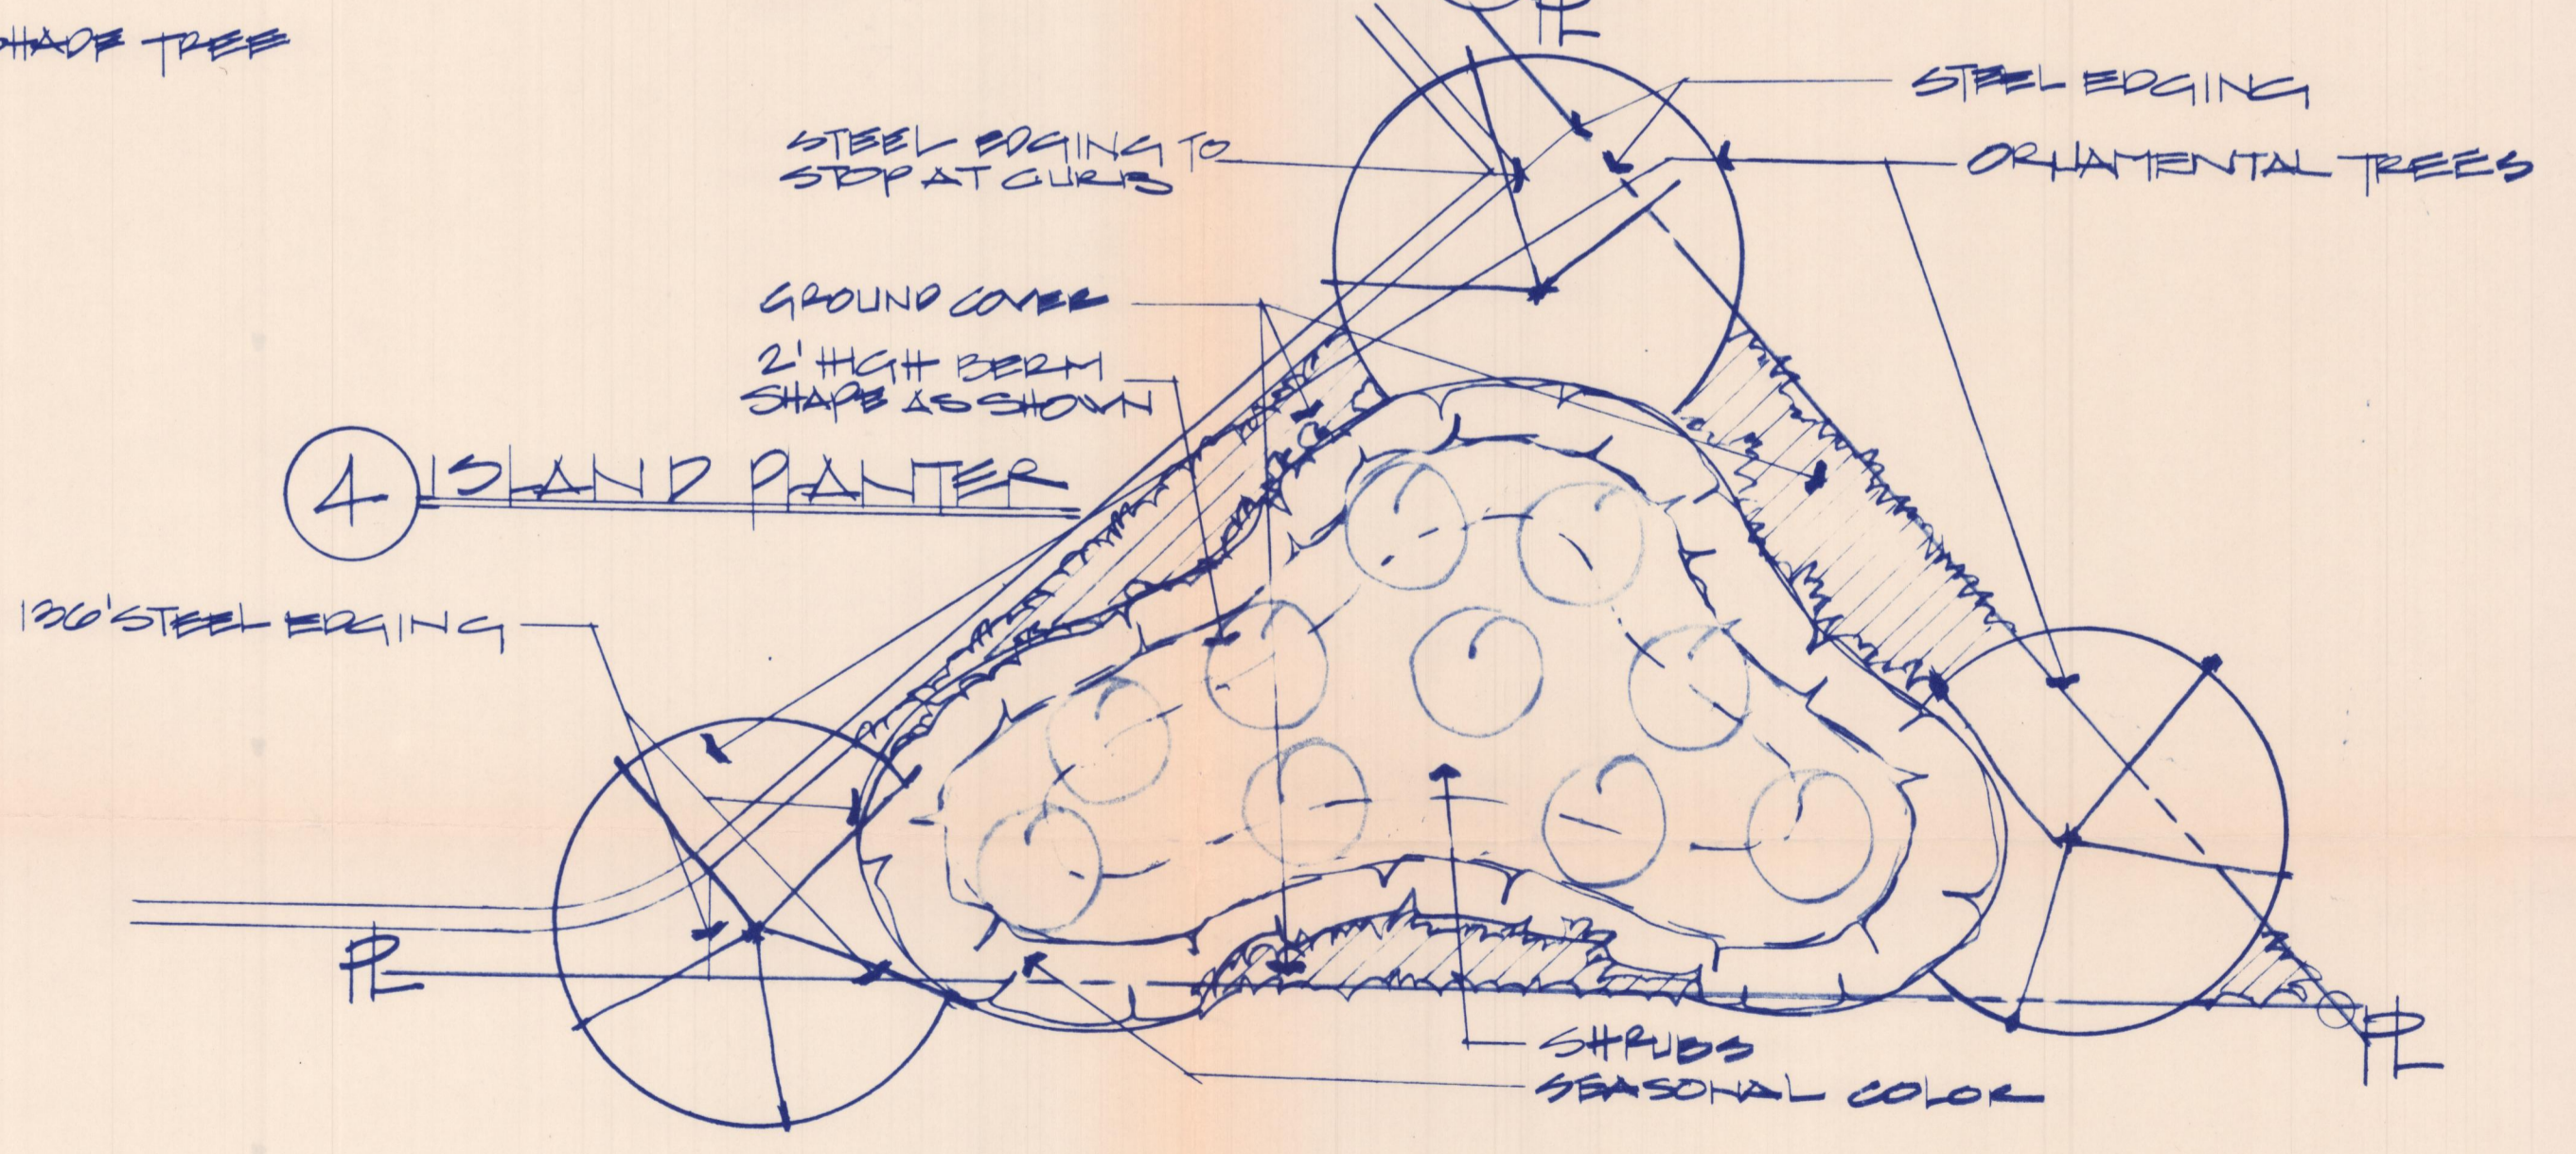 SHADE TREE
PL
STEEL EDGING
STEEL EDGING TO
STOP AT CURB
ORNAMENTAL TREES
GROUND COVER
2' HIGH BERM
SHAPE AS SHOWN
4 ISLAND PLANTER
136' STEEL EDGING
PL
PL
SHRUBS
SEASONAL COLOR